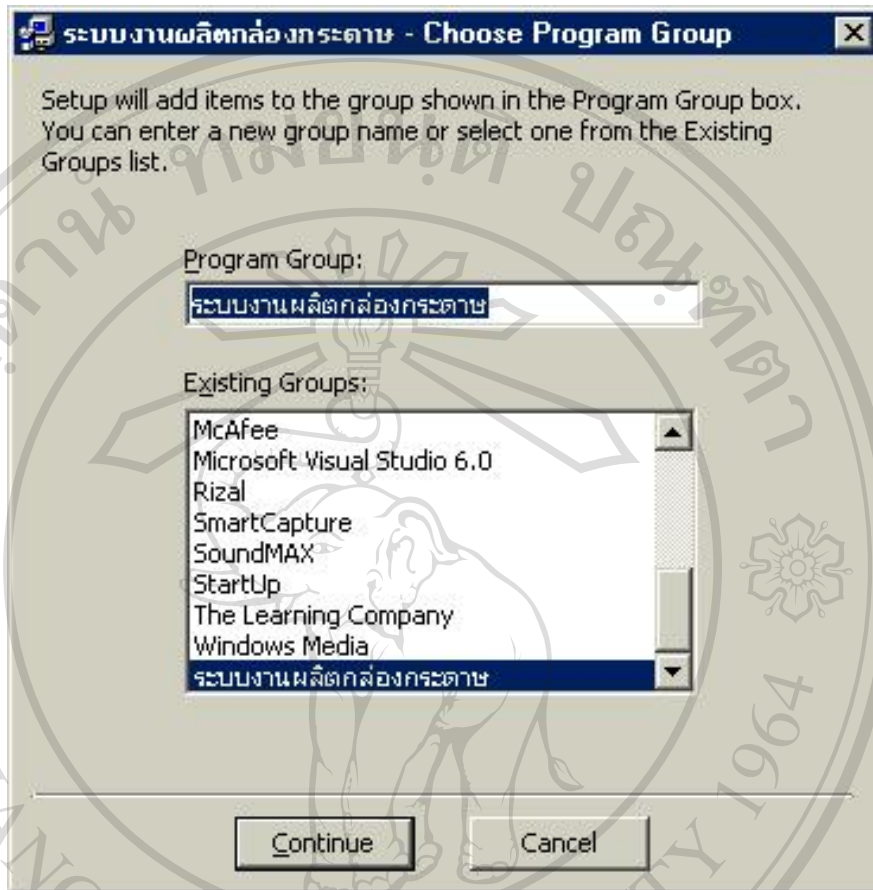 ระบบงานผลิตกล่องกระดาษ - Choose Program Group
Setup will add items to the group shown in the Program Group box.
You can enter a new group name or select one from the Existing
Groups list.
Program Group:
ระบบงานผลิตกล่องกระดาษ
Existing Groups:
McAfee
Microsoft Visual Studio 6.0
Rizal
SmartCapture
SoundMAX
StartUp
The Learning Company
Windows Media
ระบบงานผลิตกล่องกระดาษ
Continue
Cancel
1964